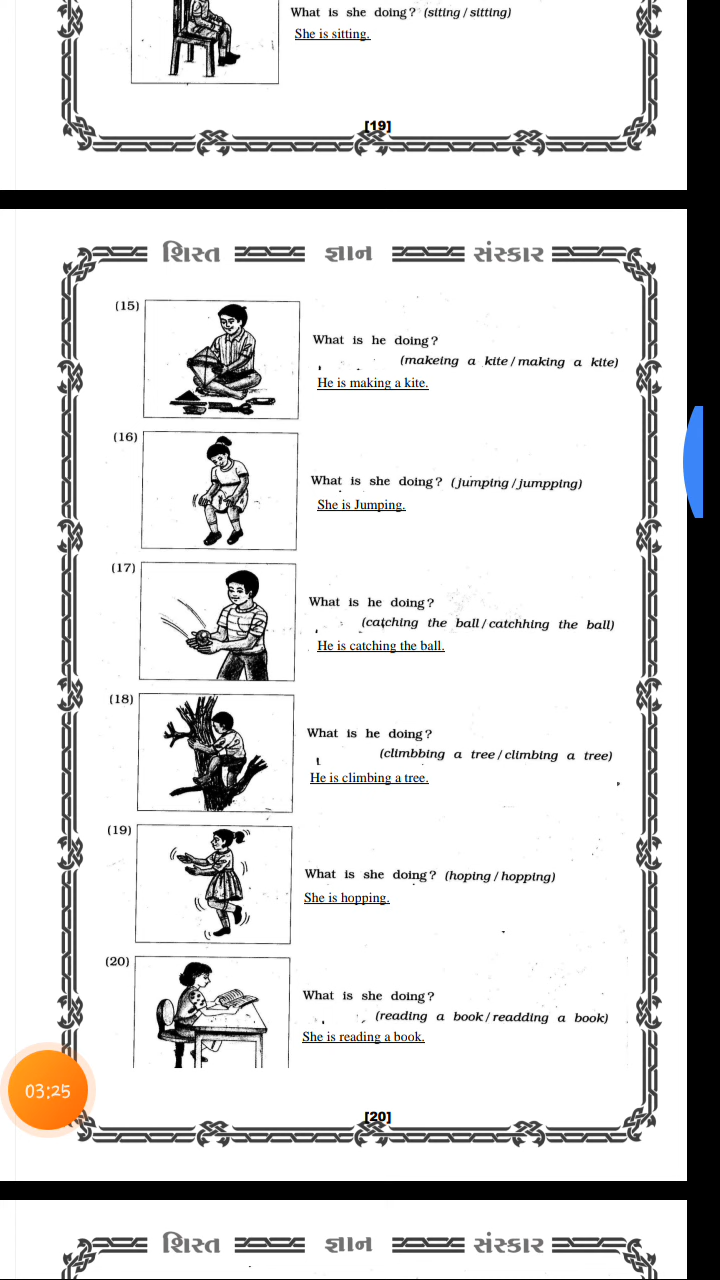 What is she doing? (siting / sitting)
She is sitting.
[19]
શિસ્ત જ્ઞાન સંસ્કાર
(15)
What is he doing?
(makeing a kite / making a kite)
He is making a kite.
(16)
What is she doing? (jumping / jumpping)
She is Jumping.
(17)
What is he doing?
(catching the ball / catchhing the ball)
He is catching the ball.
(18)
What is he doing?
(climbbing a tree / climbing a tree)
He is climbing a tree.
(19)
What is she doing? (hoping / hopping)
She is hopping.
(20)
What is she doing?
(reading a book / readding a book)
She is reading a book.
03:25
[20]
શિસ્ત જ્ઞાન સંસ્કાર